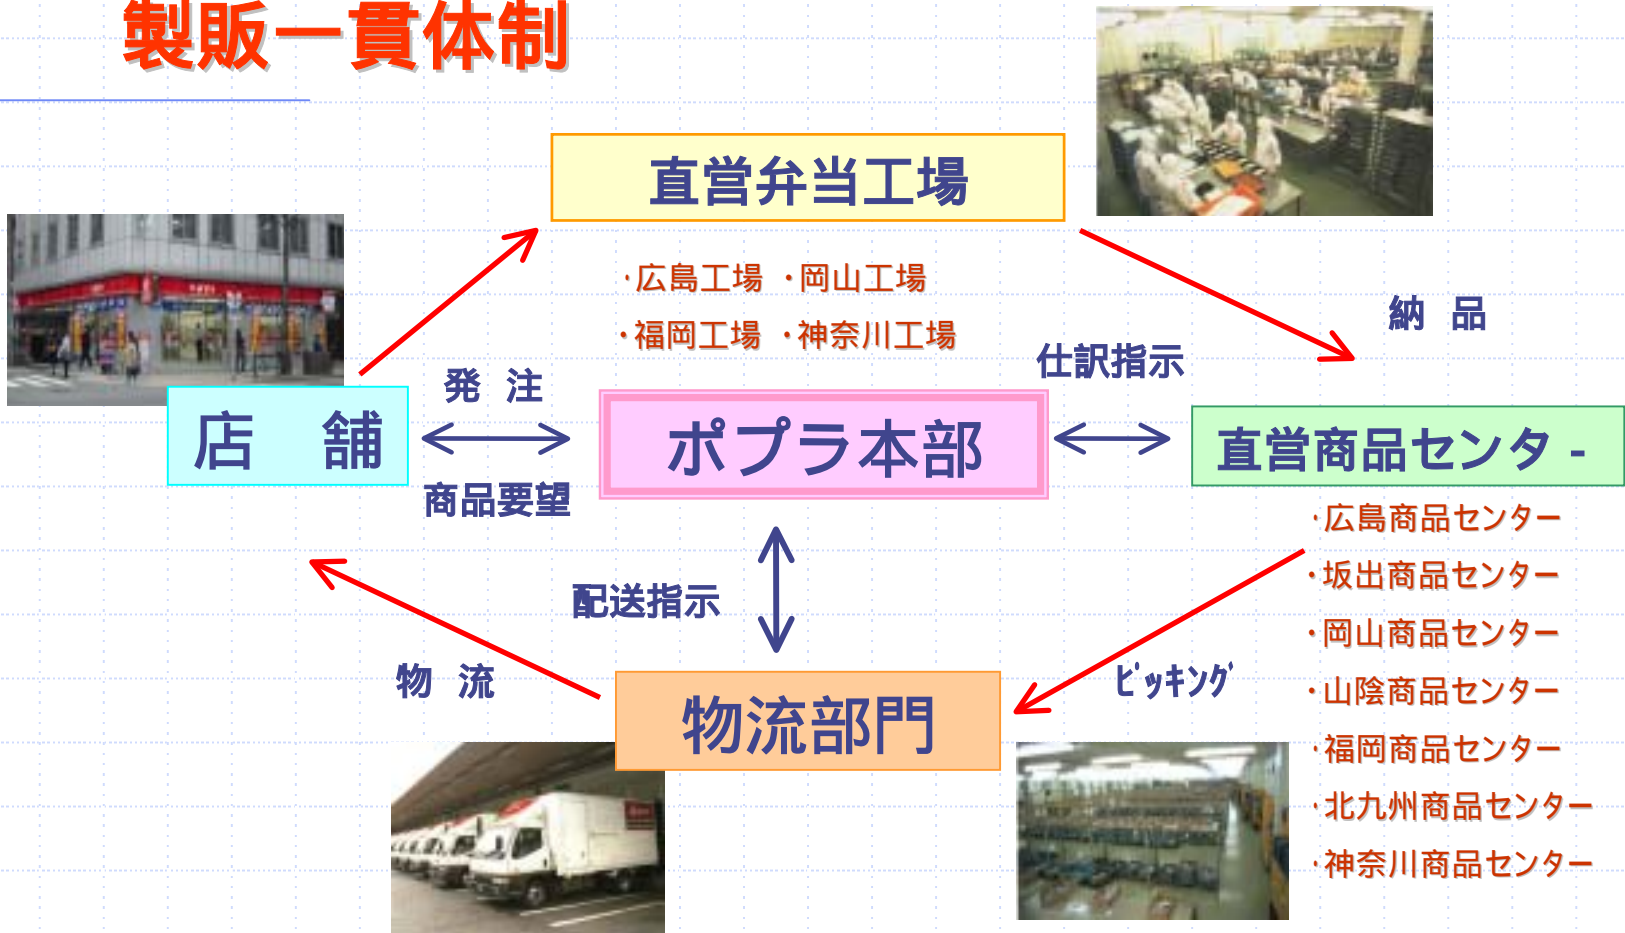 製販一貫体制
直営弁当工場
･広島工場 ･岡山工場
･福岡工場 ･神奈川工場
納 品
仕訳指示
発 注
店 舗
ポプラ本部
直営商品センタ-
商品要望
･広島商品センター
･坂出商品センター
･岡山商品センター
･山陰商品センター
･福岡商品センター
･北九州商品センター
･神奈川商品センター
配送指示
物 流
ﾋﾟッｷﾝｸﾞ
物流部門